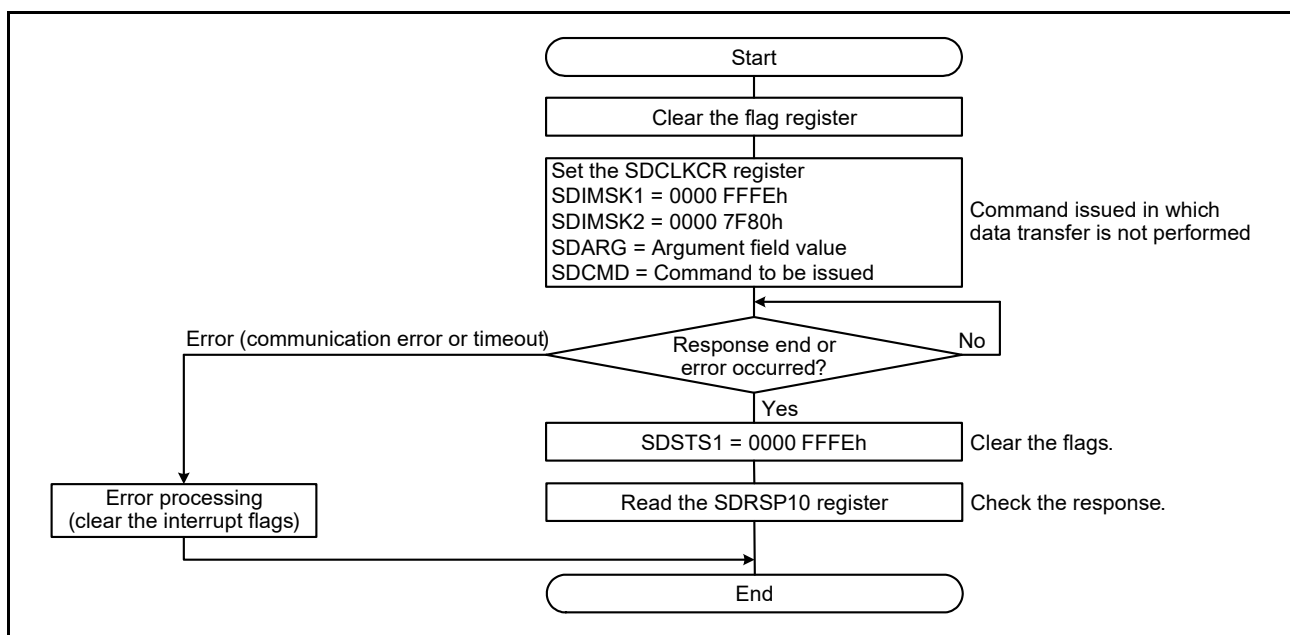 Start
Clear the flag register
Set the SDCLKCR register
SDIMSK1 = 0000 FFFEh
SDIMSK2 = 0000 7F80h
SDARG = Argument field value
SDCMD = Command to be issued
Command issued in which
data transfer is not performed
Error (communication error or timeout)
Response end or
error occurred?
No
Yes
SDSTS1 = 0000 FFFEh
Clear the flags.
Error processing
(clear the interrupt flags)
Read the SDRSP10 register
Check the response.
End